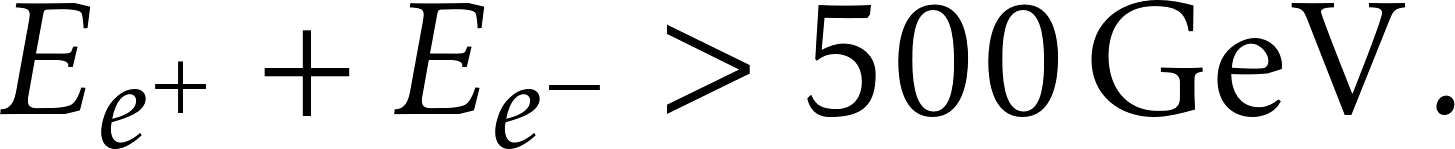 E_{e^+} + E_{e^-} > 500 GeV.